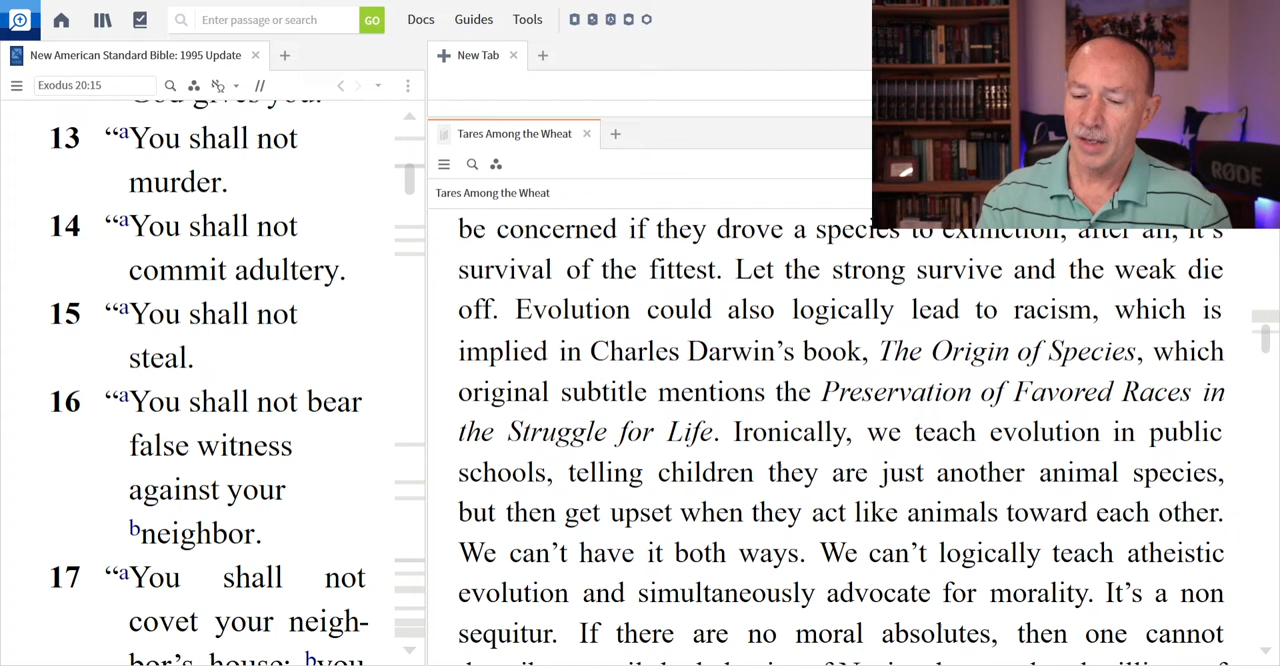 Enter passage or search
GO
Docs
Guides
Tools
New American Standard Bible: 1995 Update
New Tab
Exodus 20:15
God gives you.
13 “aYou shall not
murder.
14 “aYou shall not
commit adultery.
15 “aYou shall not
steal.
16 “aYou shall not bear
false witness
against your
bneighbor.
17 “aYou shall not
covet your neigh-
bor’s house; byou
Tares Among the Wheat
Tares Among the Wheat
be concerned if they drove a species to extinction, after all, it’s
survival of the fittest. Let the strong survive and the weak die
off. Evolution could also logically lead to racism, which is
implied in Charles Darwin’s book, The Origin of Species, which
original subtitle mentions the Preservation of Favored Races in
the Struggle for Life. Ironically, we teach evolution in public
schools, telling children they are just another animal species,
but then get upset when they act like animals toward each other.
We can’t have it both ways. We can’t logically teach atheistic
evolution and simultaneously advocate for morality. It’s a non
sequitur. If there are no moral absolutes, then one cannot
RØDE